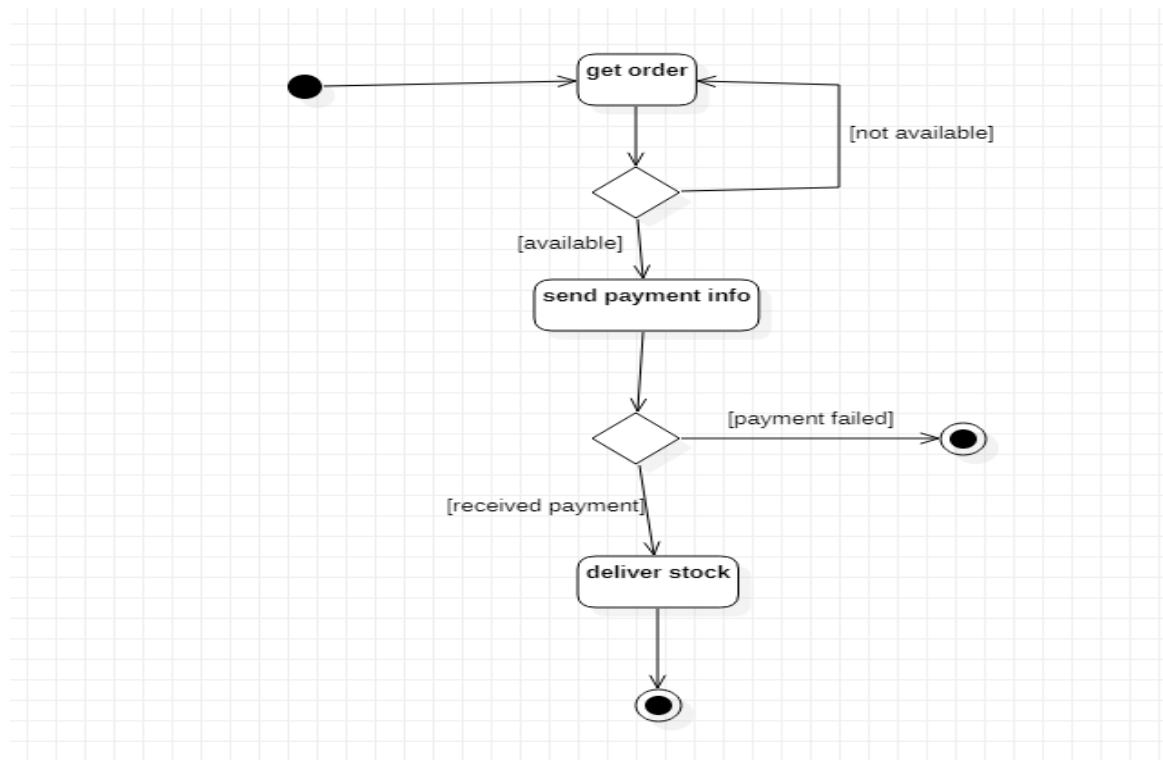 get order
[not available]
[available]
send payment info
[payment failed]
[received payment]
deliver stock